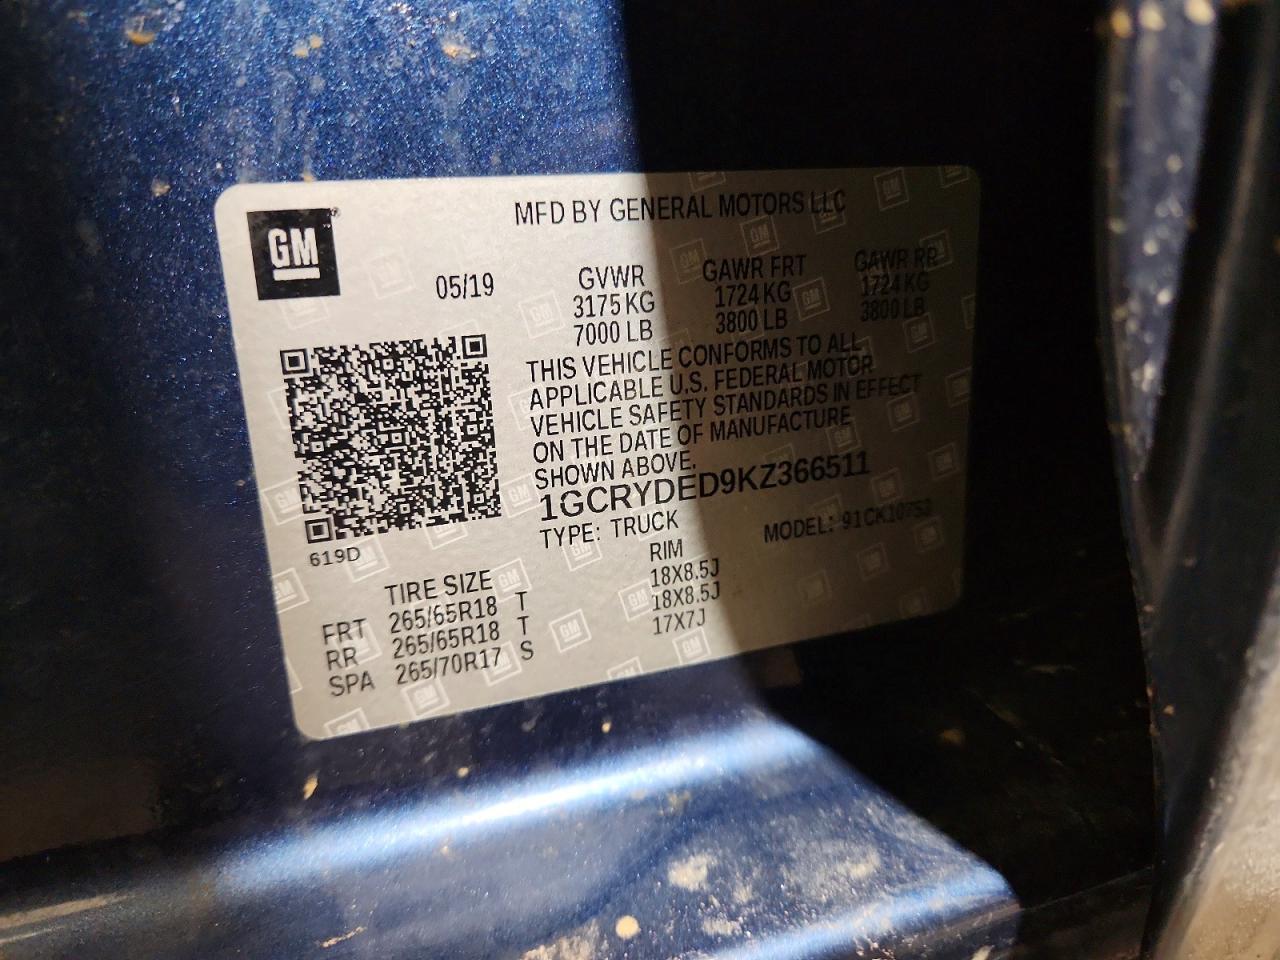 GM
MFD BY GENERAL MOTORS LLC
05/19
GVWR GAWR FRT GAWR RR
3175 KG 1724 KG 1724 KG
7000 LB 3800 LB 3800 LB
THIS VEHICLE CONFORMS TO ALL
APPLICABLE U.S. FEDERAL MOTOR
VEHICLE SAFETY STANDARDS IN EFFECT
ON THE DATE OF MANUFACTURE
SHOWN ABOVE.
1GCRYDED9KZ366511
TYPE: TRUCK MODEL:
619D
TIRE SIZE RIM
FRT 265/65R18 T 18X8.5J
RR 265/65R18 T 18X8.5J
SPA 265/70R17 S 17X7J